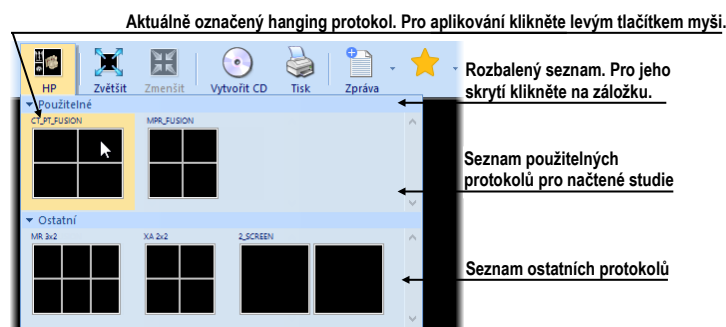 Aktuálně označený hanging protokol. Pro aplikování klikněte levým tlačítkem myši.
HP
Zvětšit
Zmenšit
Vytvořit CD
Tisk
Zpráva
Rozbalený seznam. Pro jeho
skrytí klikněte na záložku.
Použitelné
CT_PT_FUSION
MPR_FUSION
Seznam použitelných
protokolů pro načtené studie
Ostatní
MR 3x2
XA 2x2
2_SCREEN
Seznam ostatních protokolů